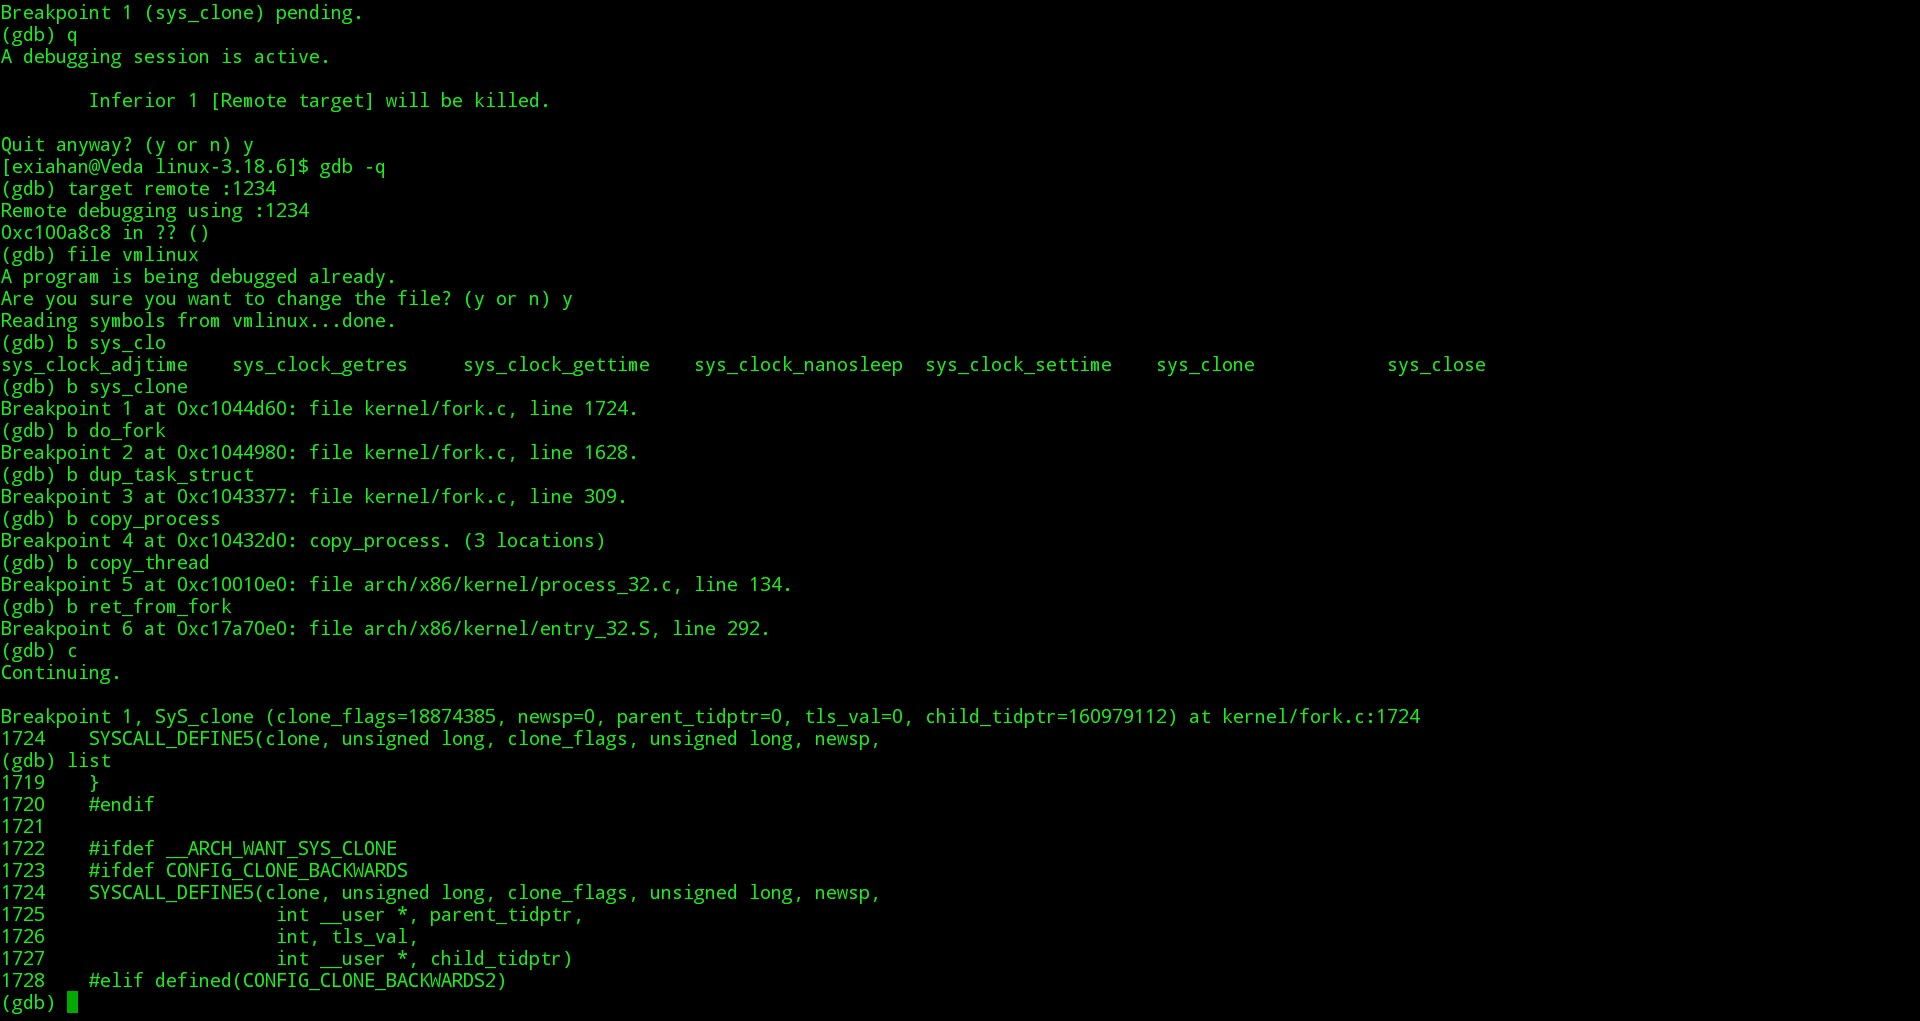 Breakpoint 1 (sys_clone) pending.
(gdb) q
A debugging session is active.
Inferior 1 [Remote target] will be killed.
Quit anyway? (y or n) y
[exiahan@Veda linux-3.18.6]$ gdb -q
(gdb) target remote :1234
Remote debugging using :1234
0xc100a8c8 in ?? ()
(gdb) file vmlinux
A program is being debugged already.
Are you sure you want to change the file? (y or n) y
Reading symbols from vmlinux...done.
(gdb) b sys_clo
sys_clock_adjtime    sys_clock_getres     sys_clock_gettime    sys_clock_nanosleep  sys_clock_settime    sys_clone            sys_close
(gdb) b sys_clone
Breakpoint 1 at 0xc1044d60: file kernel/fork.c, line 1724.
(gdb) b do_fork
Breakpoint 2 at 0xc1044980: file kernel/fork.c, line 1628.
(gdb) b dup_task_struct
Breakpoint 3 at 0xc1043377: file kernel/fork.c, line 309.
(gdb) b copy_process
Breakpoint 4 at 0xc10432d0: copy_process. (3 locations)
(gdb) b copy_thread
Breakpoint 5 at 0xc10010e0: file arch/x86/kernel/process_32.c, line 134.
(gdb) b ret_from_fork
Breakpoint 6 at 0xc17a70e0: file arch/x86/kernel/entry_32.S, line 292.
(gdb) c
Continuing.
Breakpoint 1, SyS_clone (clone_flags=18874385, newsp=0, parent_tidptr=0, tls_val=0, child_tidptr=160979112) at kernel/fork.c:1724
1724    SYSCALL_DEFINE5(clone, unsigned long, clone_flags, unsigned long, newsp,
(gdb) list
1719    }
1720    #endif
1721
1722    #ifdef __ARCH_WANT_SYS_CLONE
1723    #ifdef CONFIG_CLONE_BACKWARDS
1724    SYSCALL_DEFINE5(clone, unsigned long, clone_flags, unsigned long, newsp,
1725                     int __user *, parent_tidptr,
1726                     int, tls_val,
1727                     int __user *, child_tidptr)
1728    #elif defined(CONFIG_CLONE_BACKWARDS2)
(gdb)